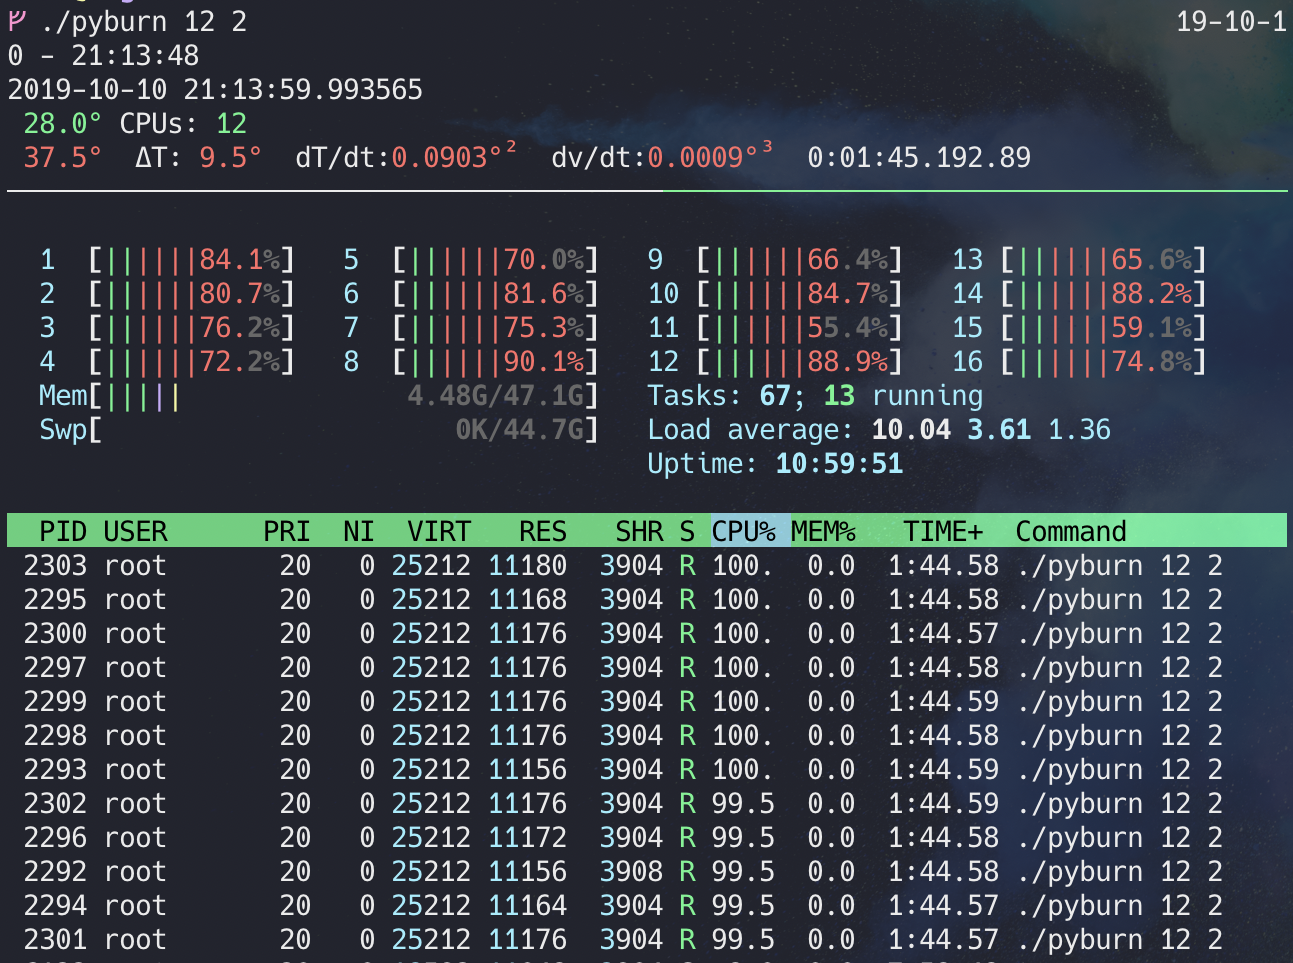 ᚹ ./pyburn 12 2 19-10-1
0 - 21:13:48
2019-10-10 21:13:59.993565
28.0° CPUs: 12
37.5° ΔT: 9.5° dT/dt:0.0903°² dv/dt:0.0009°³ 0:01:45.192.89
1 [||||||84.1%] 5 [||||||70.0%] 9 [||||||66.4%] 13 [||||||65.6%]
2 [||||||80.7%] 6 [||||||81.6%] 10 [||||||84.7%] 14 [||||||88.2%]
3 [||||||76.2%] 7 [||||||75.3%] 11 [||||||55.4%] 15 [||||||59.1%]
4 [||||||72.2%] 8 [||||||90.1%] 12 [||||||88.9%] 16 [||||||74.8%]
Mem[||||| 4.48G/47.1G] Tasks: 67; 13 running
Swp[ 0K/44.7G] Load average: 10.04 3.61 1.36
Uptime: 10:59:51
PID USER PRI NI VIRT RES SHR S CPU% MEM% TIME+ Command
2303 root 20 0 25212 11180 3904 R 100. 0.0 1:44.58 ./pyburn 12 2
2295 root 20 0 25212 11168 3904 R 100. 0.0 1:44.58 ./pyburn 12 2
2300 root 20 0 25212 11176 3904 R 100. 0.0 1:44.57 ./pyburn 12 2
2297 root 20 0 25212 11176 3904 R 100. 0.0 1:44.58 ./pyburn 12 2
2299 root 20 0 25212 11176 3904 R 100. 0.0 1:44.59 ./pyburn 12 2
2298 root 20 0 25212 11176 3904 R 100. 0.0 1:44.58 ./pyburn 12 2
2293 root 20 0 25212 11156 3904 R 100. 0.0 1:44.59 ./pyburn 12 2
2302 root 20 0 25212 11176 3904 R 99.5 0.0 1:44.59 ./pyburn 12 2
2296 root 20 0 25212 11172 3904 R 99.5 0.0 1:44.58 ./pyburn 12 2
2292 root 20 0 25212 11156 3908 R 99.5 0.0 1:44.58 ./pyburn 12 2
2294 root 20 0 25212 11164 3904 R 99.5 0.0 1:44.57 ./pyburn 12 2
2301 root 20 0 25212 11176 3904 R 99.5 0.0 1:44.57 ./pyburn 12 2